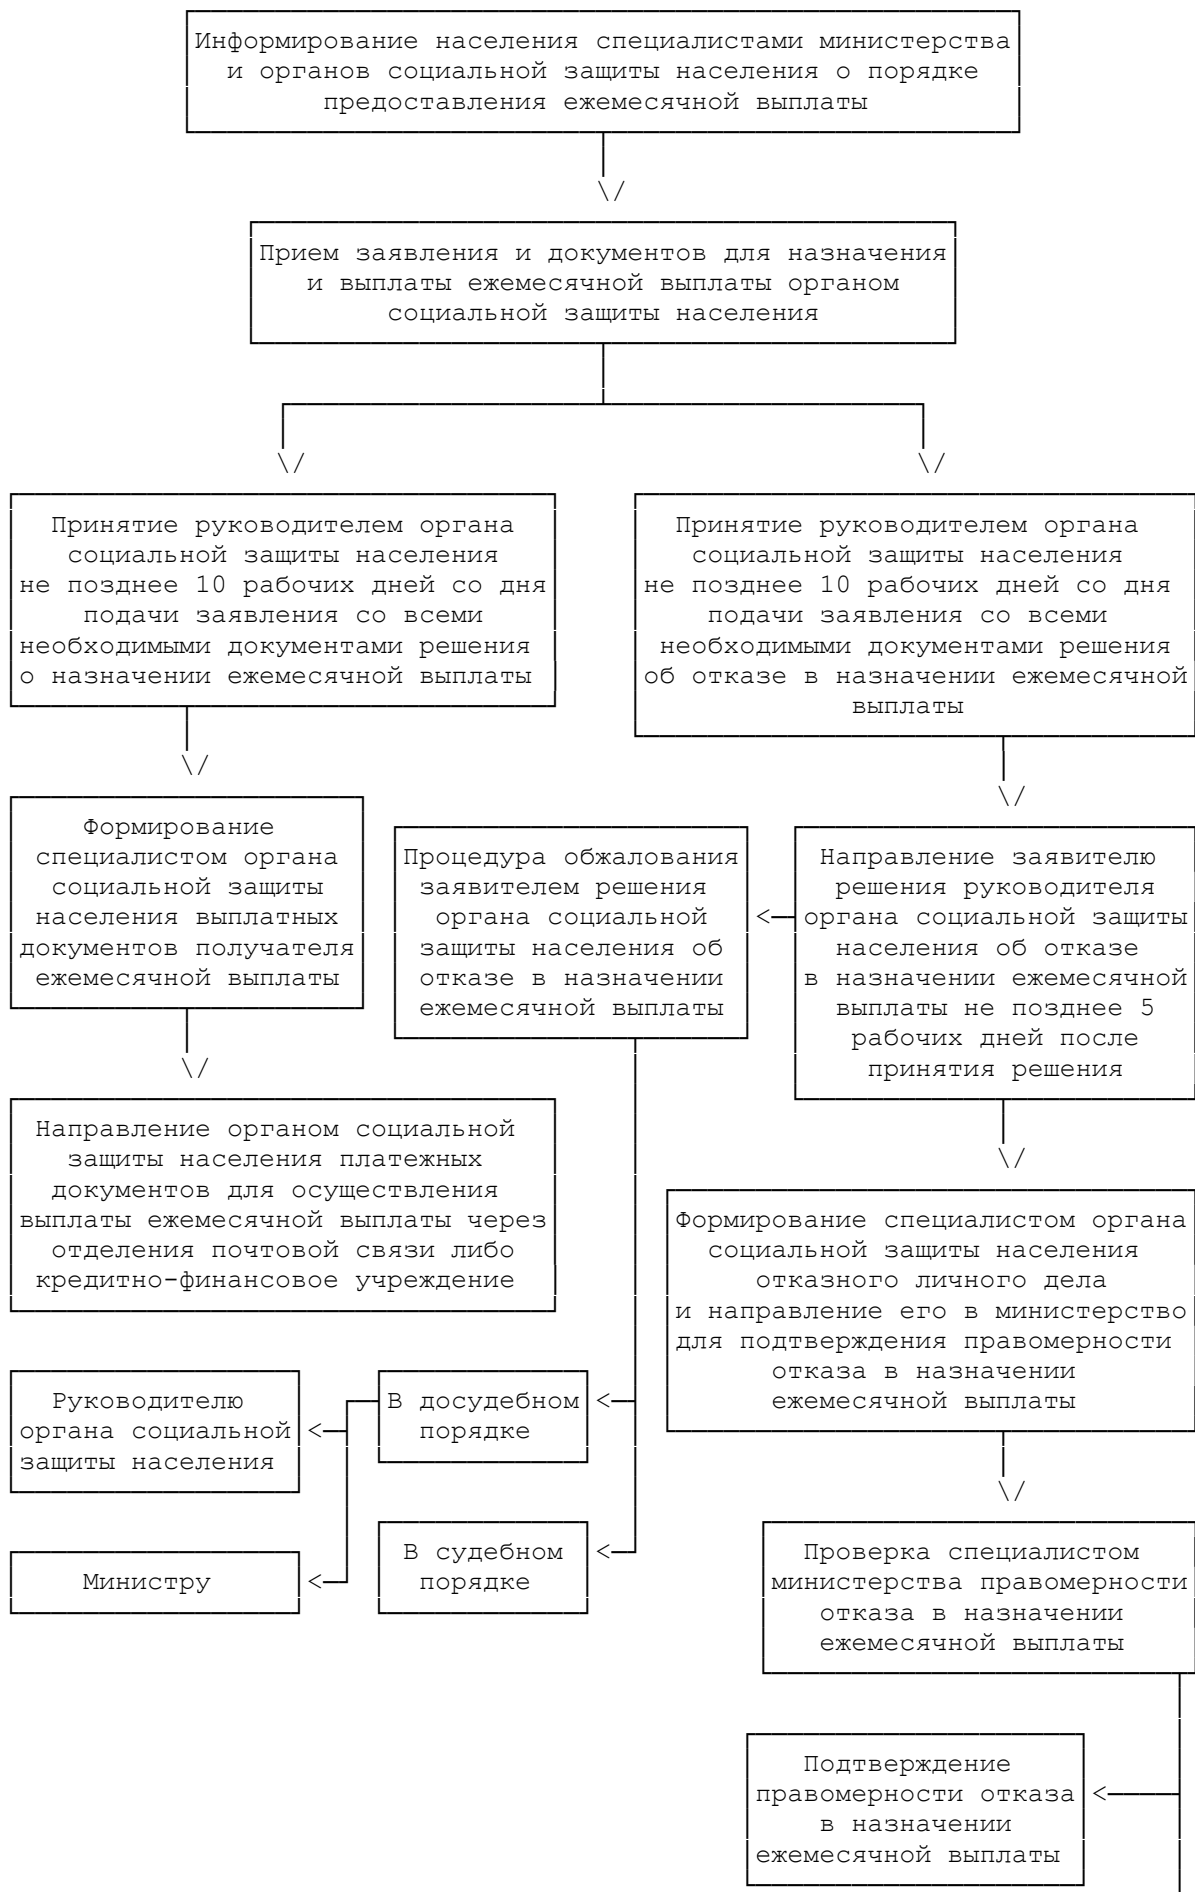 Информирование населения специалистами министерства
и органов социальной защиты населения о порядке
предоставления ежемесячной выплаты
Прием заявления и документов для назначения
и выплаты ежемесячной выплаты органом
социальной защиты населения
Принятие руководителем органа
социальной защиты населения
не позднее 10 рабочих дней со дня
подачи заявления со всеми
необходимыми документами решения
о назначении ежемесячной выплаты
Принятие руководителем органа
социальной защиты населения
не позднее 10 рабочих дней со дня
подачи заявления со всеми
необходимыми документами решения
об отказе в назначении ежемесячной
выплаты
Формирование
специалистом органа
социальной защиты
населения выплатных
документов получателя
ежемесячной выплаты
Процедура обжалования
заявителем решения
органа социальной
защиты населения об
отказе в назначении
ежемесячной выплаты
Направление заявителю
решения руководителя
органа социальной защиты
населения об отказе
в назначении ежемесячной
выплаты не позднее 5
рабочих дней после
принятия решения
Направление органом социальной
защиты населения платежных
документов для осуществления
выплаты ежемесячной выплаты через
отделения почтовой связи либо
кредитно-финансовое учреждение
Формирование специалистом органа
социальной защиты населения
отказного личного дела
и направление его в министерство
для подтверждения правомерности
отказа в назначении
ежемесячной выплаты
Руководителю
органа социальной
защиты населения
В досудебном
порядке
Министру
В судебном
порядке
Проверка специалистом
министерства правомерности
отказа в назначении
ежемесячной выплаты
Подтверждение
правомерности отказа
в назначении
ежемесячной выплаты